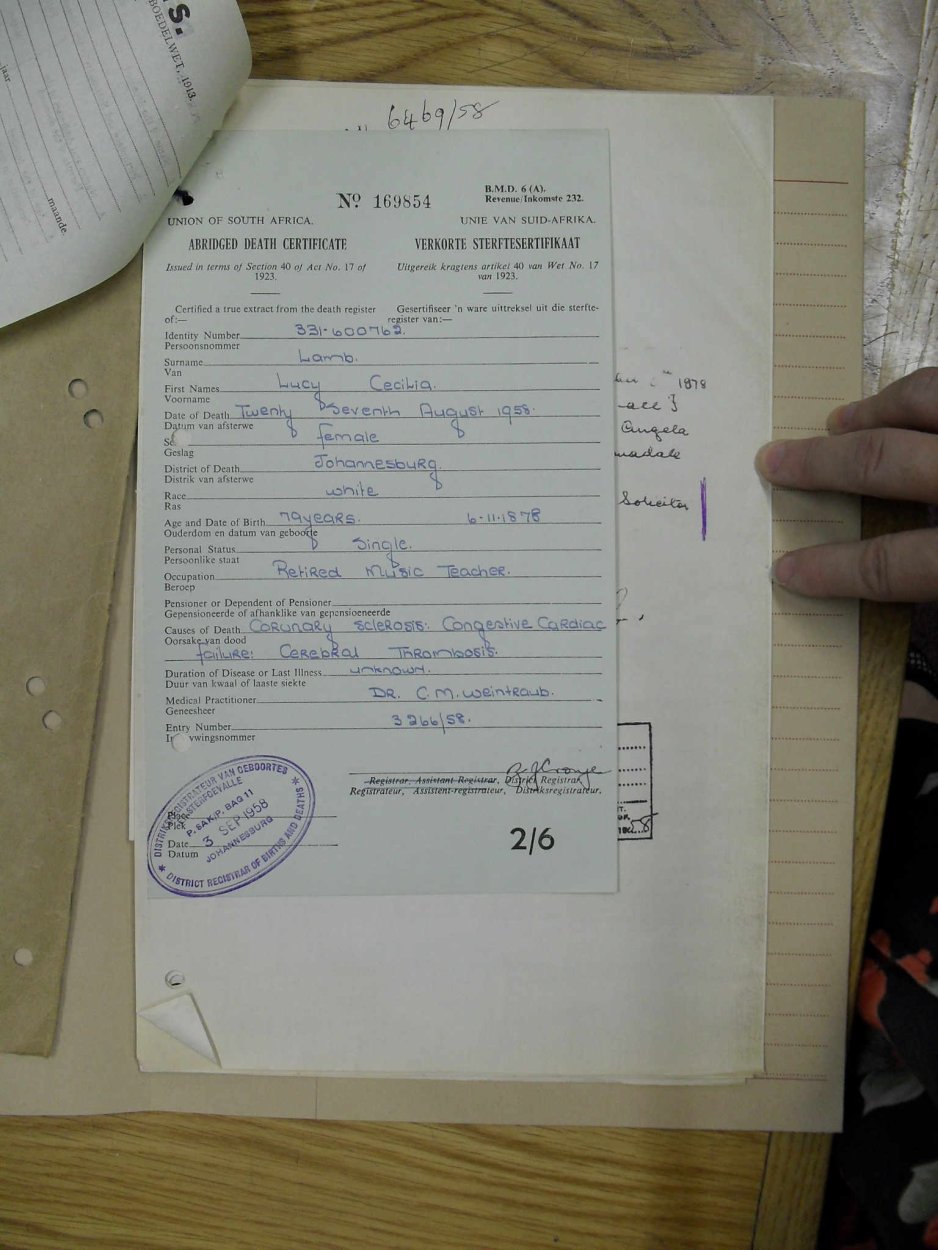 S.
BOEDELWET, 1913.
jaar
maande.
6469/58
Nº 169854
B.M.D. 6 (A).
Revenue/Inkomste 232.
UNION OF SOUTH AFRICA.
UNIE VAN SUID-AFRIKA.
ABRIDGED DEATH CERTIFICATE
VERKORTE STERFTESERTIFIKAAT
Issued in terms of Section 40 of Act No. 17 of
1923.
Uitgereik kragtens artikel 40 van Wet No. 17
van 1923.
Certified a true extract from the death register
of:—
Gesertifiseer 'n ware uittreksel uit die sterfte-
register van:—
Identity Number 331-600762.
Persoonsnommer
Surname Lamb.
Van
First Names Lucy Cecilia.
Voorname
Date of Death Twenty Seventh August 1958.
Datum van afsterwe
female
Geslag
District of Death Johannesburg.
Distrik van afsterwe
Race white
Ras
Age and Date of Birth 79 years. 6-11-1878
Ouderdom en datum van geboorte
Personal Status Single.
Persoonlike staat
Occupation Retired Music Teacher.
Beroep
Pensioner or Dependent of Pensioner
Gepensioneerde of afhanklike van gepensioeneerde
Causes of Death Coronary sclerosis: Congestive Cardiac
Oorsake van dood
failure: Cerebral Thrombosis.
Duration of Disease or Last Illness unknown.
Duur van kwaal of laaste siekte
Medical Practitioner Dr. C.M. Weintraub.
Geneesheer
Entry Number 3266/58.
Registrar, Assistant Registrar, District Registrar,
Registrateur, Assistent-registrateur, Distriksregistrateur.
Place
Plek
Date
Datum
DISTRIKSREGISTRATEUR VAN GEBOORTES
EN STERFGEVALLE
P. SAK/P. BAG 11
3 SEP 1958
JOHANNESBURG
DISTRICT REGISTRAR OF BIRTHS AND DEATHS
2/6
1878
Angela
Solicitor